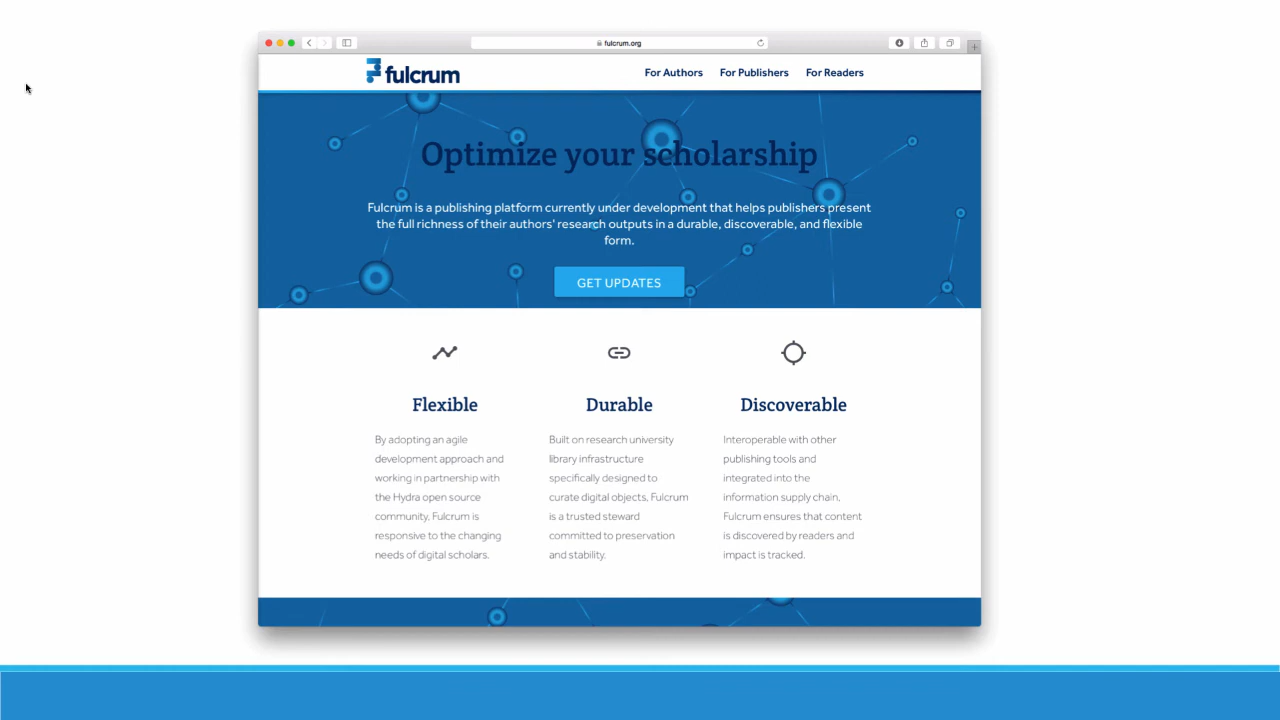 fulcrum.org
fulcrum
For Authors For Publishers For Readers
Optimize your scholarship
Fulcrum is a publishing platform currently under development that helps publishers present
the full richness of their authors' research outputs in a durable, discoverable, and flexible
form.
GET UPDATES
Flexible
By adopting an agile
development approach and
working in partnership with
the Hydra open source
community, Fulcrum is
responsive to the changing
needs of digital scholars.
Durable
Built on research university
library infrastructure
specifically designed to
curate digital objects, Fulcrum
is a trusted steward
committed to preservation
and stability.
Discoverable
Interoperable with other
publishing tools and
integrated into the
information supply chain,
Fulcrum ensures that content
is discovered by readers and
impact is tracked.